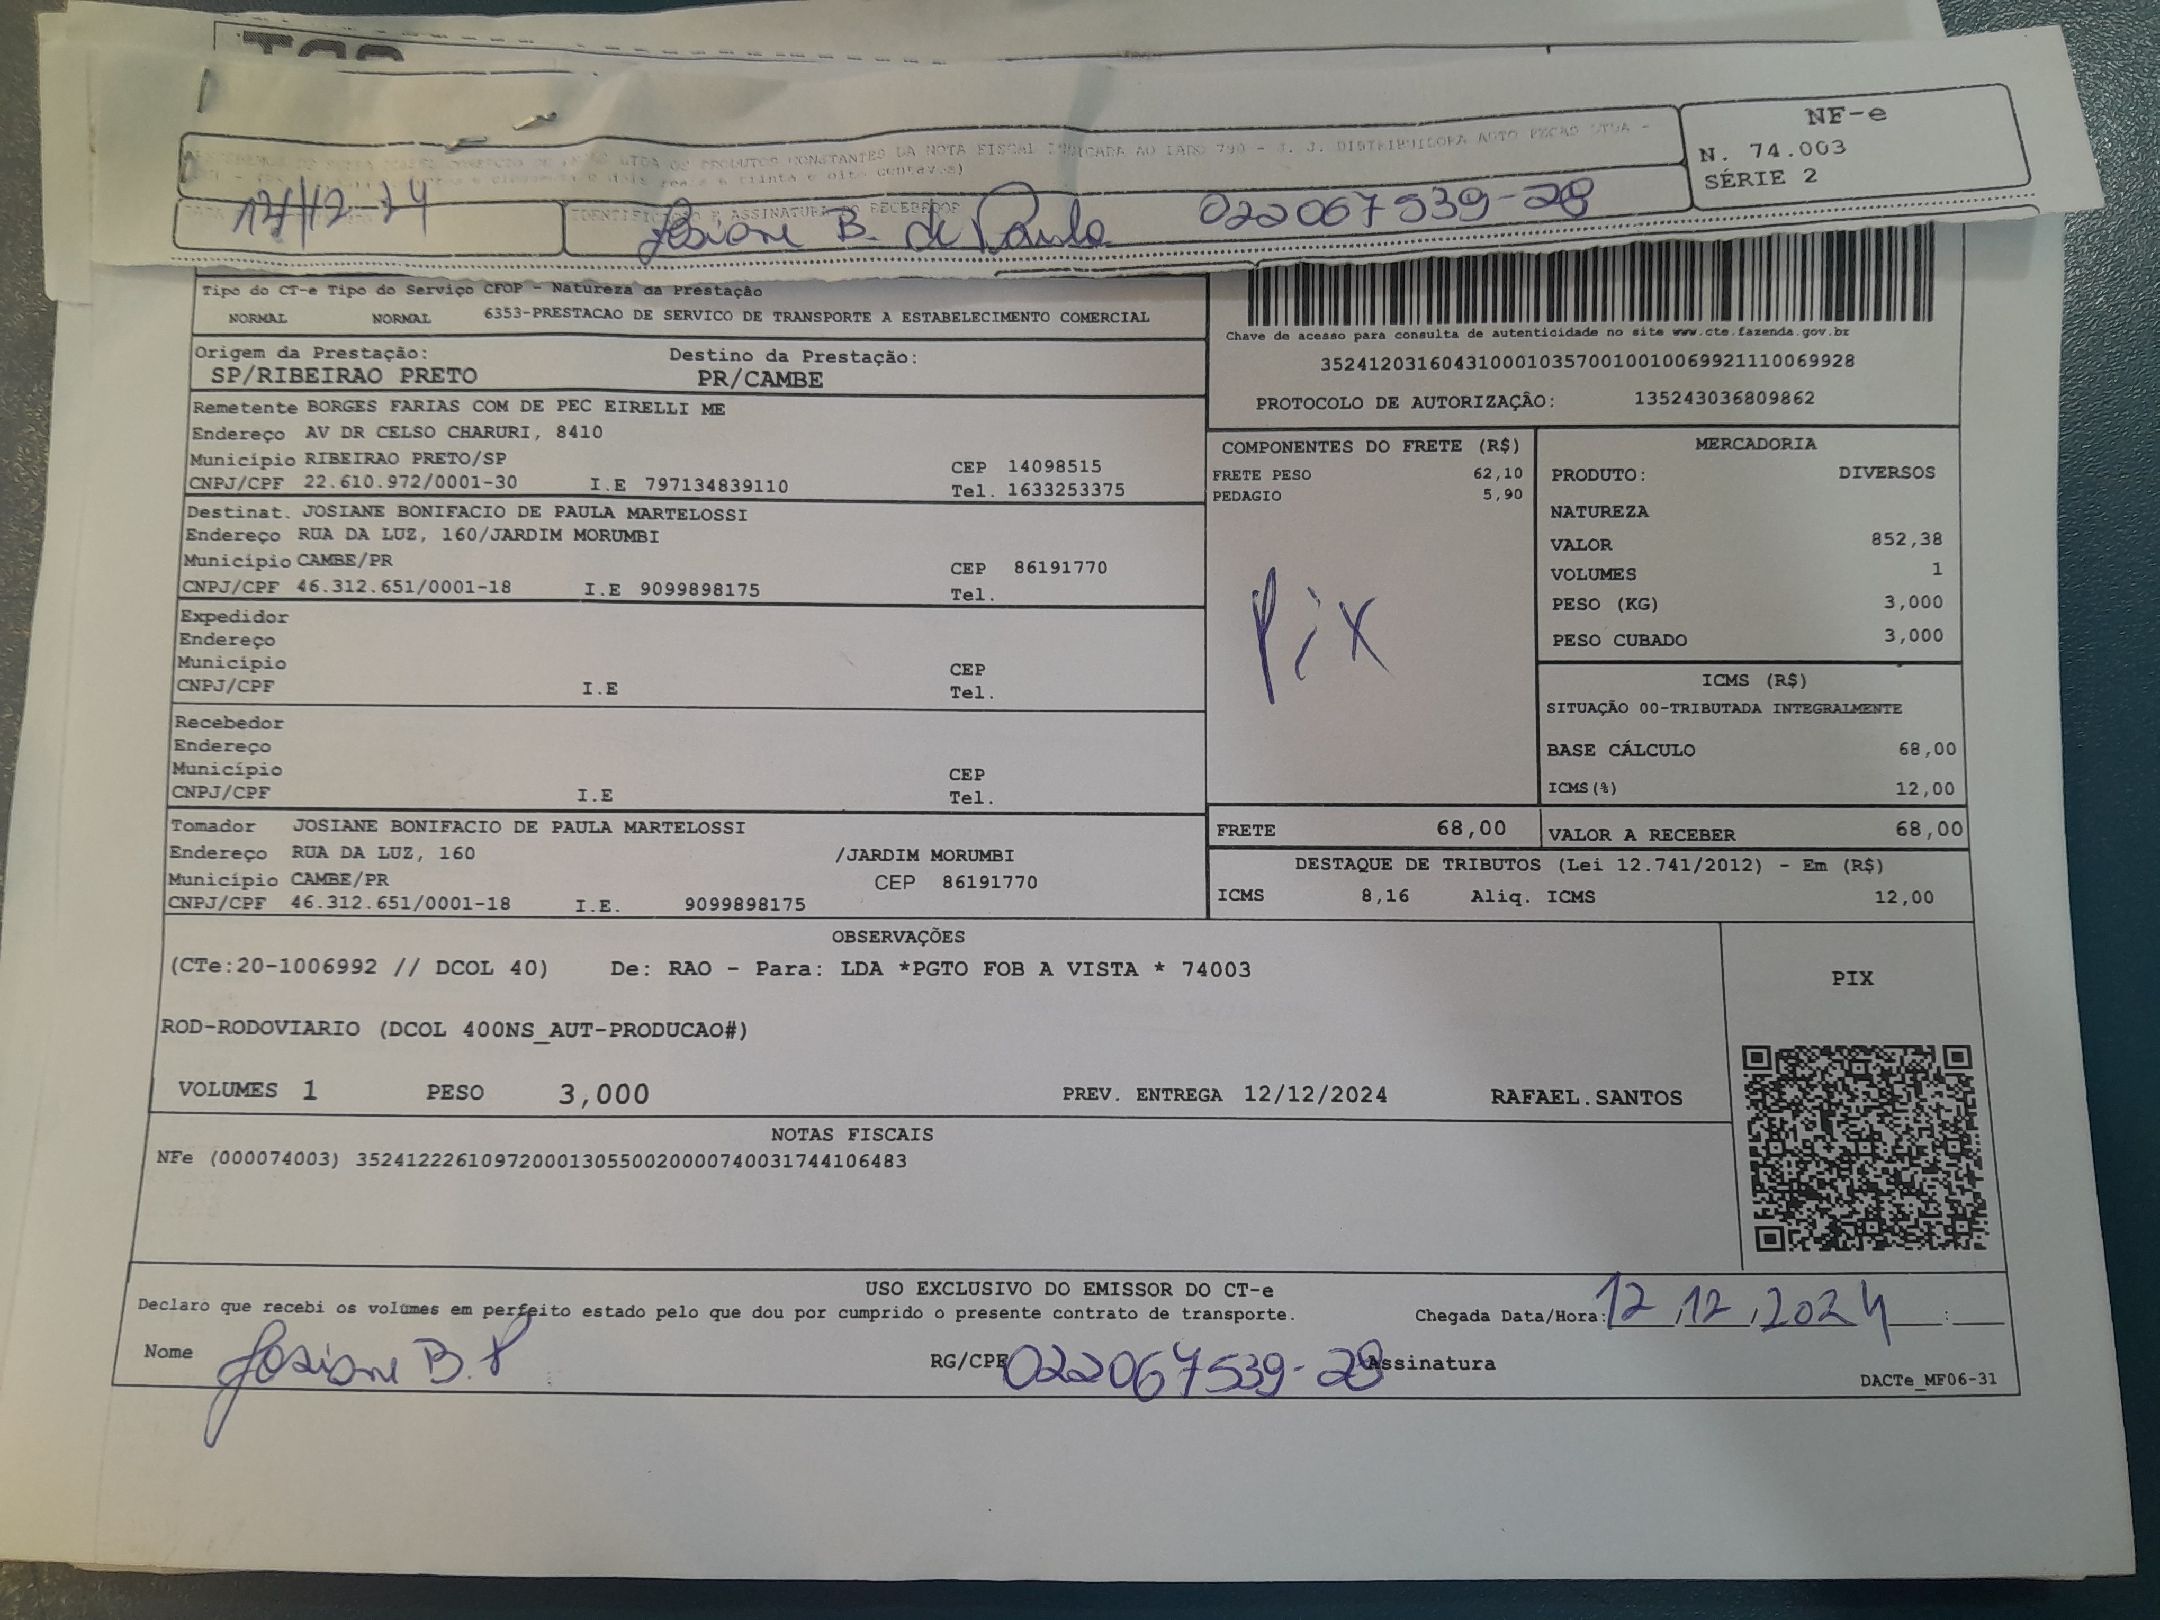 NF-e
N. 74.003
SÉRIE 2
OS PRODUTOS CONSTANTES DA NOTA FISCAL INDICADA AO LADO
IDENTIFICAÇÃO E ASSINATURA DO RECEBEDOR
Josiane B. de Paula 022067539-28
Tipo do CT-e Tipo do Serviço CFOP - Natureza da Prestação
NORMAL NORMAL 6353-PRESTACAO DE SERVICO DE TRANSPORTE A ESTABELECIMENTO COMERCIAL
Chave de acesso para consulta de autenticidade no site www.cte.fazenda.gov.br
35241203160431000103570010010069921110069928
PROTOCOLO DE AUTORIZAÇÃO: 135243036809862
Origem da Prestação: Destino da Prestação:
SP/RIBEIRAO PRETO PR/CAMBE
Remetente BORGES FARIAS COM DE PEC EIRELLI ME
Endereço AV DR CELSO CHARURI, 8410
Município RIBEIRAO PRETO/SP CEP 14098515
CNPJ/CPF 22.610.972/0001-30 I.E 797134839110 Tel. 1633253375
Destinat. JOSIANE BONIFACIO DE PAULA MARTELOSSI
Endereço RUA DA LUZ, 160/JARDIM MORUMBI
Município CAMBE/PR CEP 86191770
CNPJ/CPF 46.312.651/0001-18 I.E 9099898175 Tel.
Expedidor
Endereço
Município CEP
CNPJ/CPF I.E Tel.
Recebedor
Endereço
Município CEP
CNPJ/CPF I.E Tel.
Tomador JOSIANE BONIFACIO DE PAULA MARTELOSSI
Endereço RUA DA LUZ, 160 /JARDIM MORUMBI
Município CAMBE/PR CEP 86191770
CNPJ/CPF 46.312.651/0001-18 I.E. 9099898175
COMPONENTES DO FRETE (R$)
FRETE PESO 62,10
PEDAGIO 5,90
Pix
MERCADORIA
PRODUTO: DIVERSOS
NATUREZA
VALOR 852,38
VOLUMES 1
PESO (KG) 3,000
PESO CUBADO 3,000
ICMS (R$)
SITUAÇÃO 00-TRIBUTADA INTEGRALMENTE
BASE CÁLCULO 68,00
ICMS(%) 12,00
FRETE 68,00 VALOR A RECEBER 68,00
DESTAQUE DE TRIBUTOS (Lei 12.741/2012) - Em (R$)
ICMS 8,16 Aliq. ICMS 12,00
OBSERVAÇÕES
(CTe:20-1006992 // DCOL 40) De: RAO - Para: LDA *PGTO FOB A VISTA * 74003
ROD-RODOVIARIO (DCOL 400NS_AUT-PRODUCAO#)
VOLUMES 1 PESO 3,000 PREV. ENTREGA 12/12/2024 RAFAEL.SANTOS
PIX
NOTAS FISCAIS
NFe (000074003) 35241222610972000130550020000740031744106483
USO EXCLUSIVO DO EMISSOR DO CT-e
Declaro que recebi os volumes em perfeito estado pelo que dou por cumprido o presente contrato de transporte. Chegada Data/Hora: 12,12,2024 :
Nome Josiane B. P RG/CPF 022067539-28 Assinatura
DACTe_MF06-31